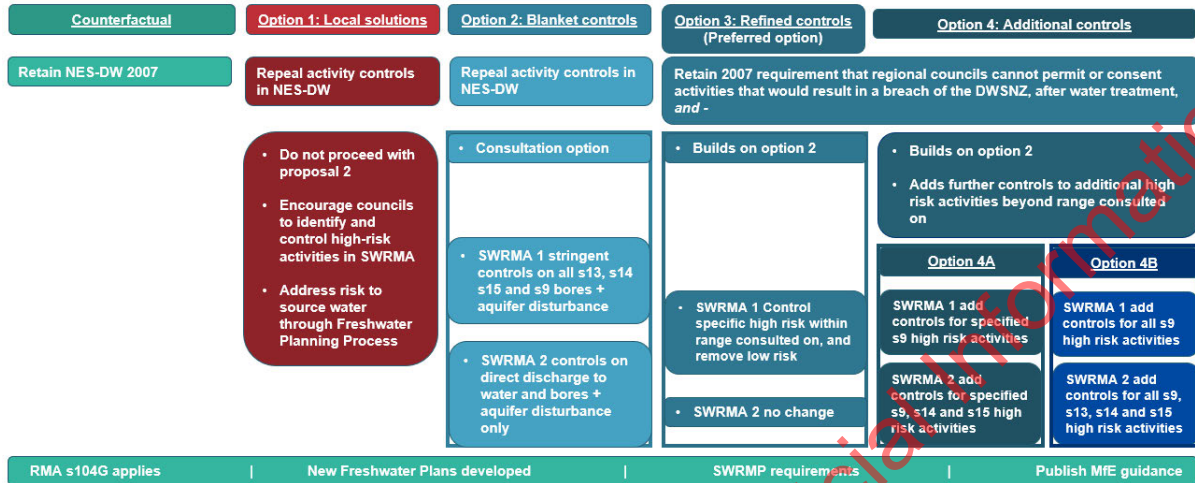 Counterfactual
Option 1: Local solutions
Option 2: Blanket controls
Option 3: Refined controls
(Preferred option)
Option 4: Additional controls
Retain NES-DW 2007
Repeal activity controls
in NES-DW
Repeal activity controls in
NES-DW
Retain 2007 requirement that regional councils cannot permit or consent
activities that would result in a breach of the DWSNZ, after water treatment,
and -
• Do not proceed with
proposal 2
• Encourage councils
to identify and
control high-risk
activities in SWRMA
• Address risk to
source water
through Freshwater
Planning Process
• Consultation option
• SWRMA 1 stringent
controls on all s13, s14
s15 and s9 bores +
aquifer disturbance
• SWRMA 2 controls on
direct discharge to
water and bores +
aquifer disturbance
only
• Builds on option 2
• SWRMA 1 Control
specific high risk within
range consulted on, and
remove low risk
• SWRMA 2 no change
• Builds on option 2
• Adds further controls to additional high
risk activities beyond range consulted
on
Option 4A
SWRMA 1 add
controls for specified
s9 high risk activities
SWRMA 2 add
controls for specified
s9, s14 and s15 high
risk activities
Option 4B
SWRMA 1 add
controls for all s9
high risk activities
SWRMA 2 add
controls for all s9,
s13, s14 and s15
high risk activities
RMA s104G applies | New Freshwater Plans developed | SWRMP requirements | Publish MfE guidance
cial Informatio